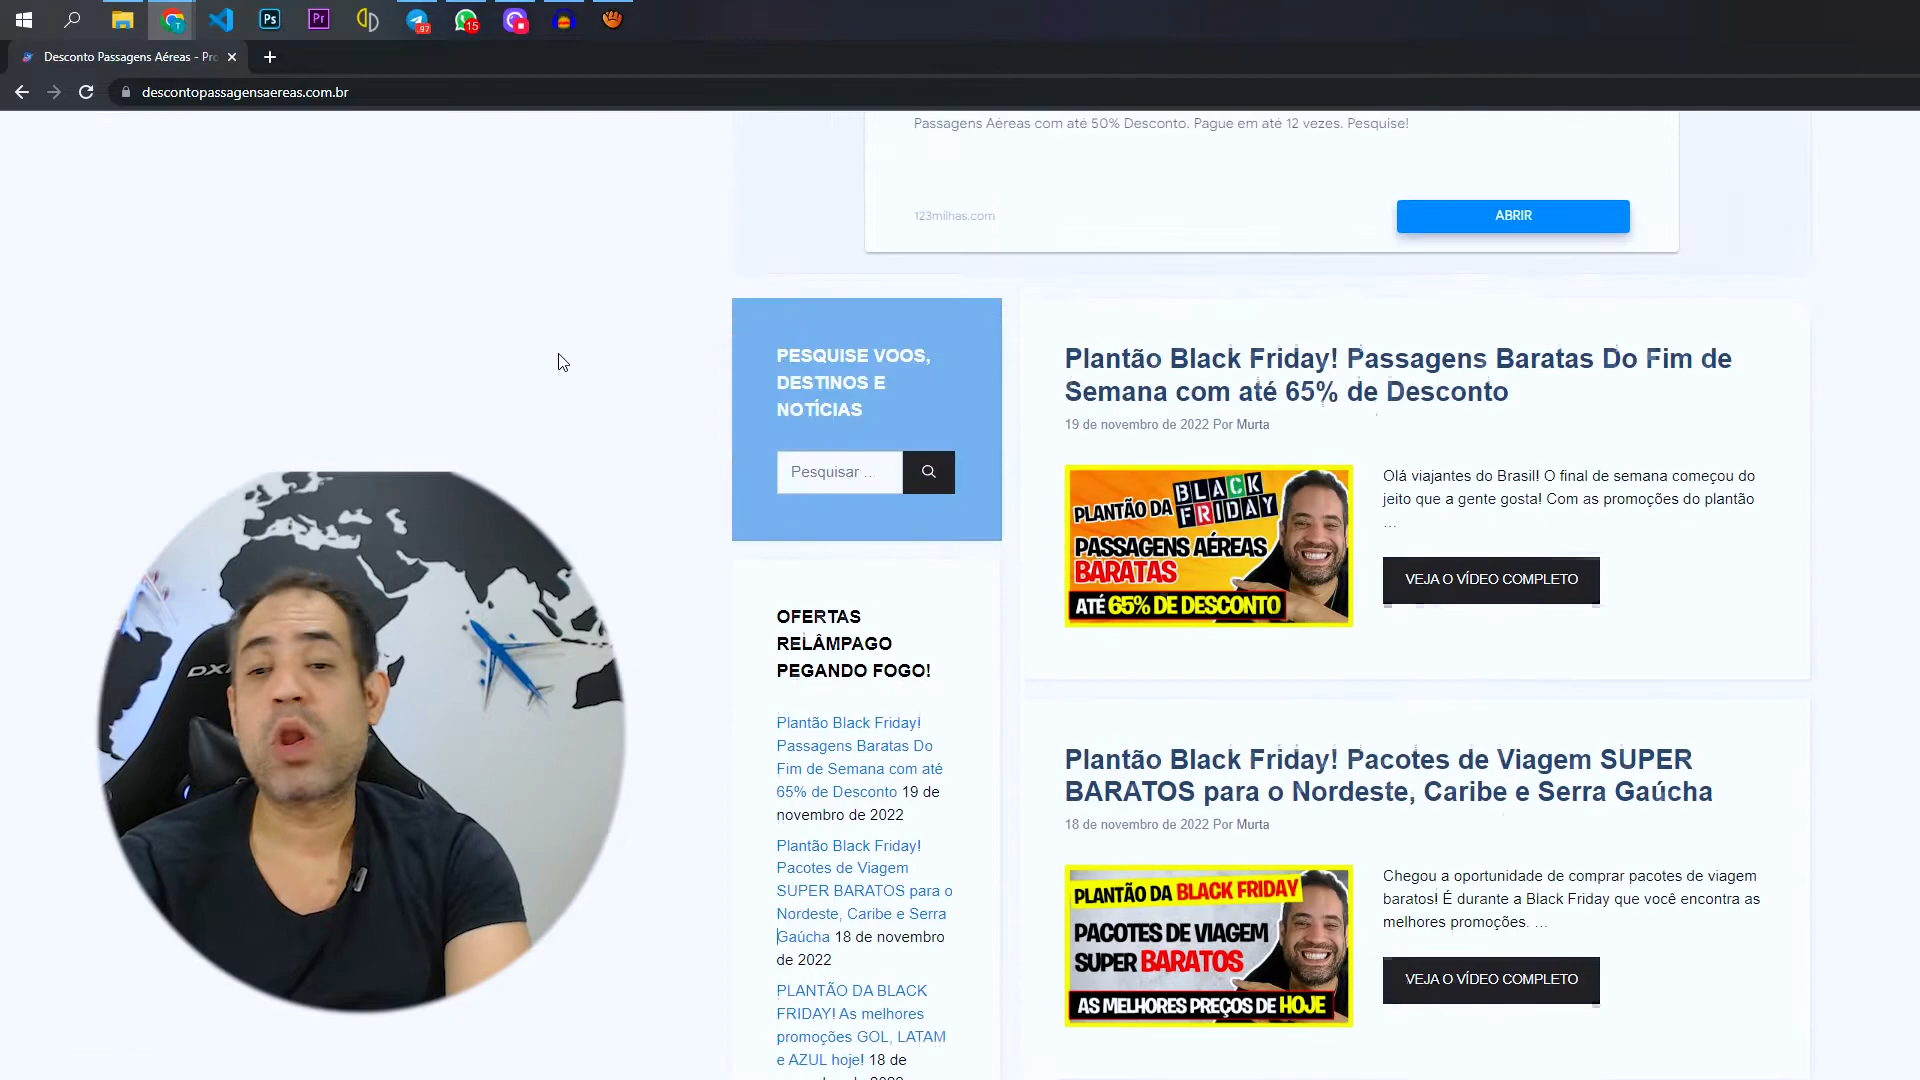 Ps
Pr
97
15
Desconto Passagens Aéreas - Pro
descontopassagensaereas.com.br
Passagens Aéreas com até 50% Desconto. Pague em até 12 vezes. Pesquise!
123milhas.com
ABRIR
PESQUISE VOOS,
DESTINOS E
NOTÍCIAS
Pesquisar ...
OFERTAS
RELÂMPAGO
PEGANDO FOGO!
Plantão Black Friday!
Passagens Baratas Do
Fim de Semana com até
65% de Desconto 19 de
novembro de 2022
Plantão Black Friday!
Pacotes de Viagem
SUPER BARATOS para o
Nordeste, Caribe e Serra
Gaúcha 18 de novembro
de 2022
PLANTÃO DA BLACK
FRIDAY! As melhores
promoções GOL, LATAM
e AZUL hoje! 18 de
Plantão Black Friday! Passagens Baratas Do Fim de
Semana com até 65% de Desconto
19 de novembro de 2022 Por Murta
PLANTÃO DA BLACK
FRIDAY
PASSAGENS AÉREAS
BARATAS
ATÉ 65% DE DESCONTO
Olá viajantes do Brasil! O final de semana começou do
jeito que a gente gosta! Com as promoções do plantão
...
VEJA O VÍDEO COMPLETO
Plantão Black Friday! Pacotes de Viagem SUPER
BARATOS para o Nordeste, Caribe e Serra Gaúcha
18 de novembro de 2022 Por Murta
PLANTÃO DA BLACK FRIDAY
PACOTES DE VIAGEM
SUPER BARATOS
AS MELHORES PREÇOS DE HOJE
Chegou a oportunidade de comprar pacotes de viagem
baratos! É durante a Black Friday que você encontra as
melhores promoções. ...
VEJA O VÍDEO COMPLETO